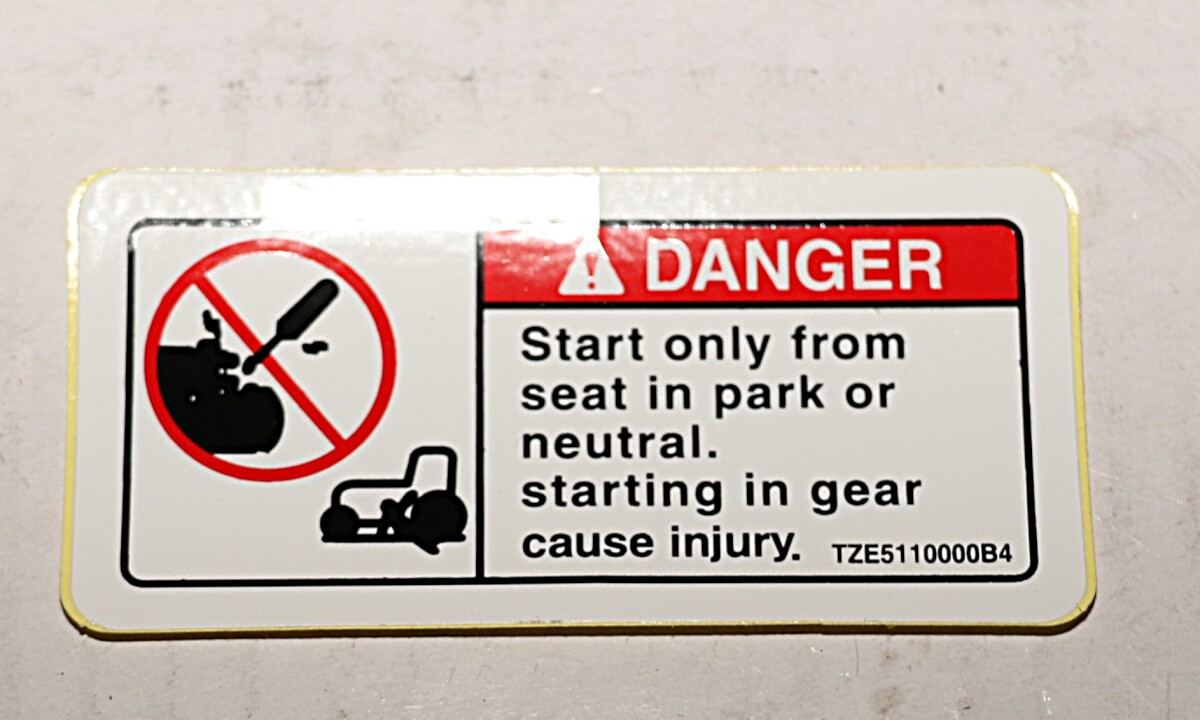 DANGER
Start only from
seat in park or
neutral.
starting in gear
cause injury.
TZE5110000B4